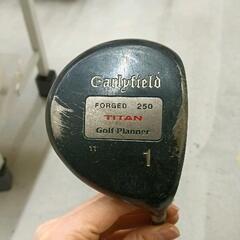 Carlyfield
FORGED 250
TITAN
Golf Planner
11°
1